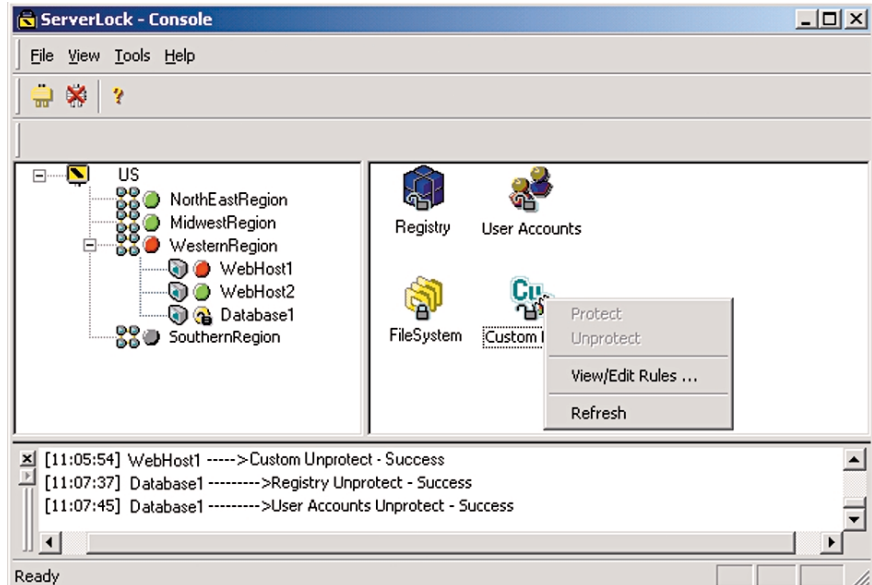 ServerLock - Console
File View Tools Help
US
NorthEastRegion
MidwestRegion
WesternRegion
WebHost1
WebHost2
Database1
SouthernRegion
Registry
User Accounts
FileSystem
Cu
Custom
Protect
Unprotect
View/Edit Rules ...
Refresh
[11:05:54] WebHost1 ----->Custom Unprotect - Success
[11:07:37] Database1 --------->Registry Unprotect - Success
[11:07:45] Database1 --------->User Accounts Unprotect - Success
Ready